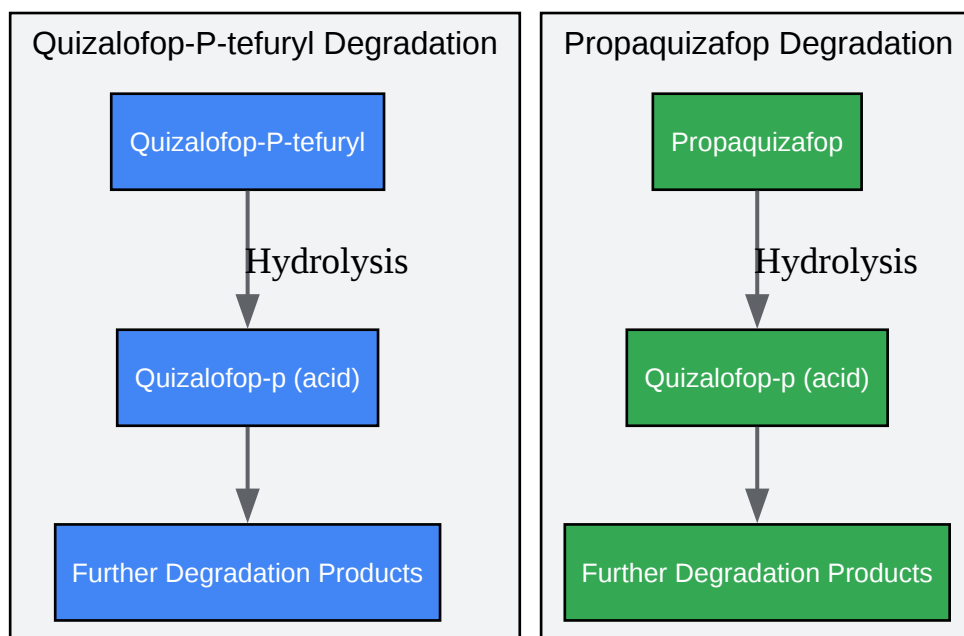 Quizalofop-P-tefuryl Degradation
Quizalofop-P-tefuryl
Hydrolysis
Quizalofop-p (acid)
Further Degradation Products
Propaquizafop Degradation
Propaquizafop
Hydrolysis
Quizalofop-p (acid)
Further Degradation Products